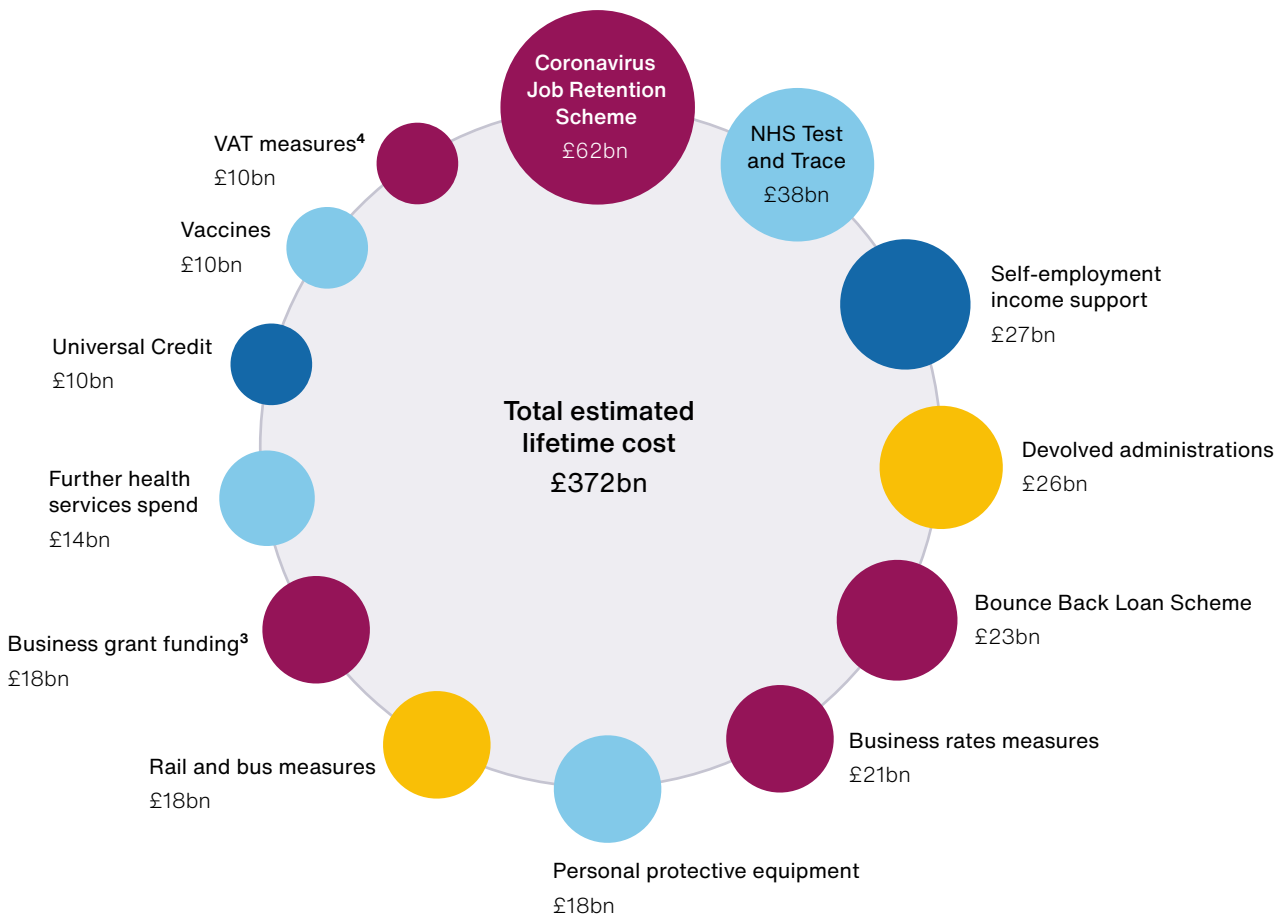 Coronavirus
Job Retention
Scheme
£62bn
NHS Test
and Trace
£38bn
Self-employment
income support
£27bn
Devolved administrations
£26bn
Bounce Back Loan Scheme
£23bn
Business rates measures
£21bn
Personal protective equipment
£18bn
Rail and bus measures
£18bn
Business grant funding³
£18bn
Further health
services spend
£14bn
Universal Credit
£10bn
Vaccines
£10bn
VAT measures⁴
£10bn
Total estimated
lifetime cost
£372bn